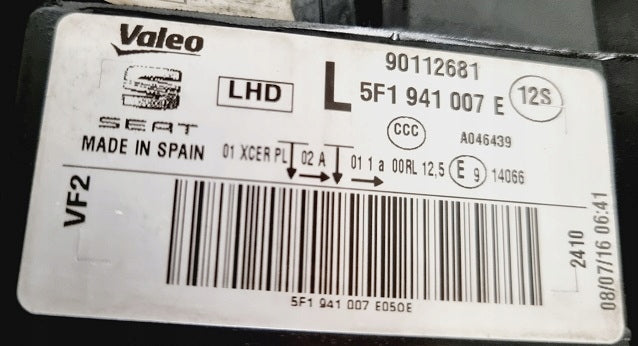 Valeo
SEAT
MADE IN SPAIN
LHD
L
90112681
5F1 941 007 E
12S
CCC
A046439
01 XCER PL 02 A 01 1 a 00RL 12,5 E 9 14066
VF2
5F1 941 007 E050E
2410
08/07/16 06:41